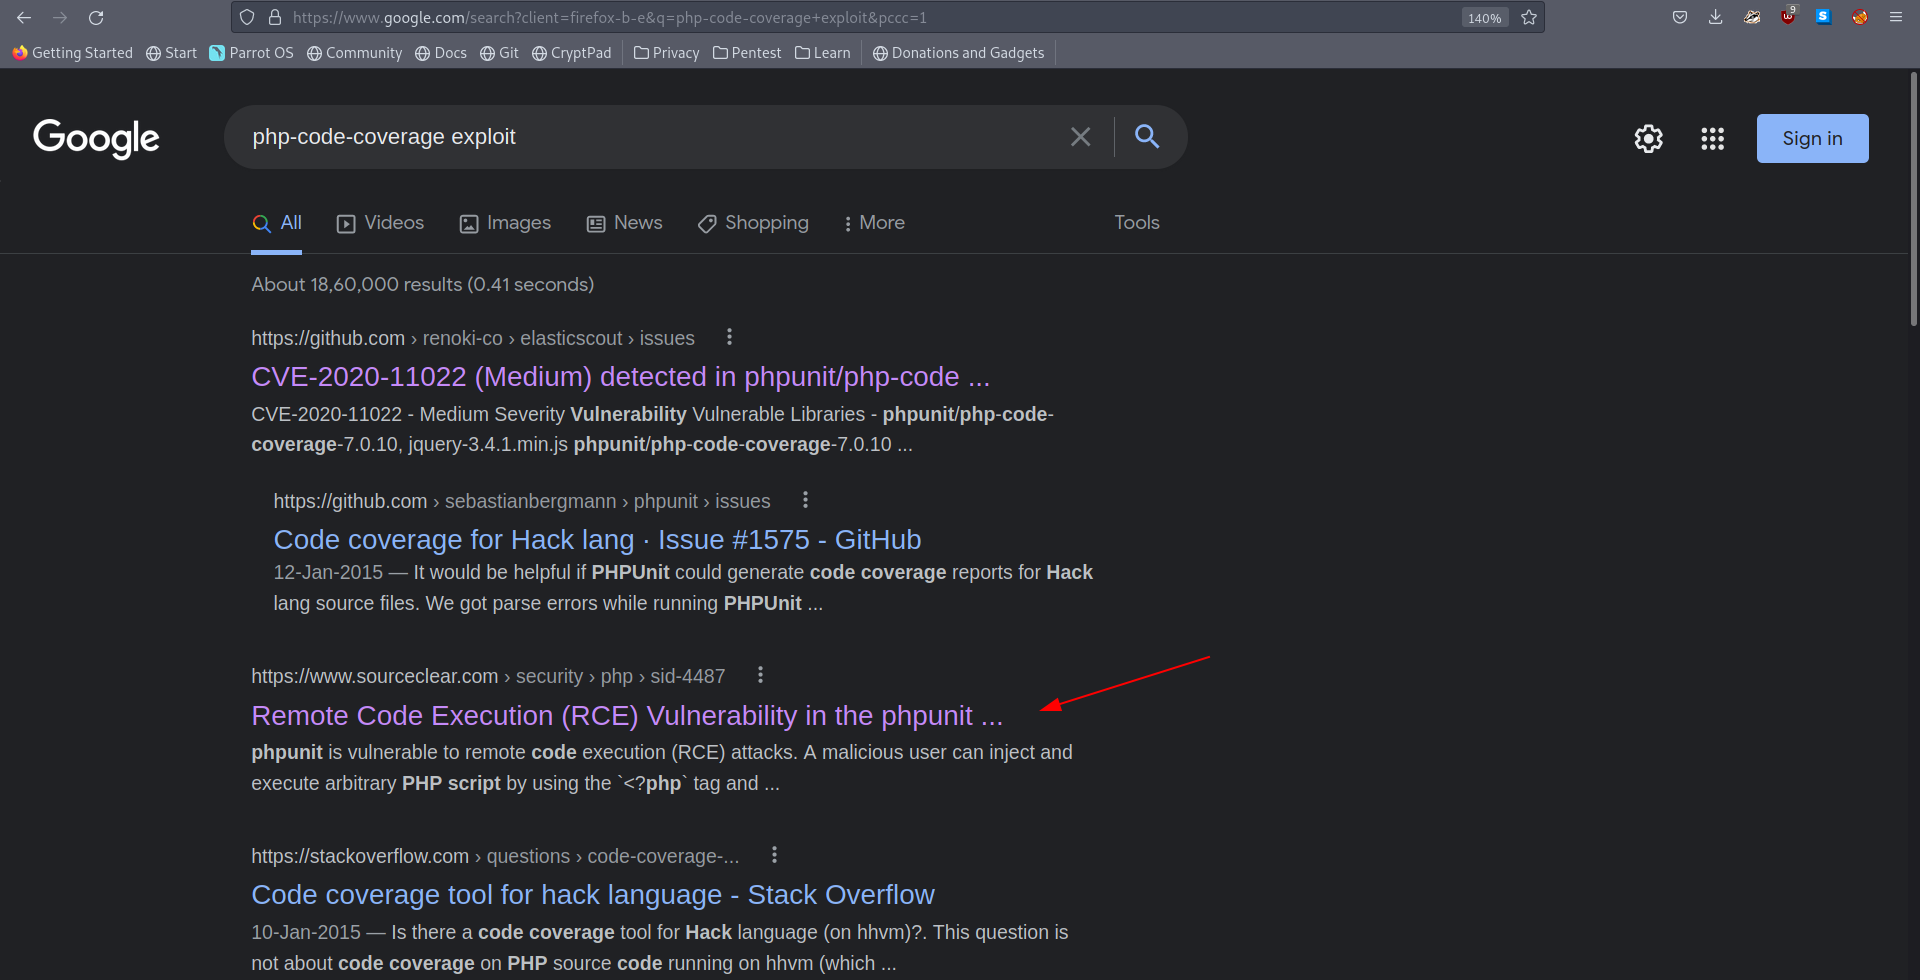 https://www.google.com/search?client=firefox-b-e&q=php-code-coverage+exploit&pccc=1
140%
9
Getting Started
Start
Parrot OS
Community
Docs
Git
CryptPad
Privacy
Pentest
Learn
Donations and Gadgets
Google
php-code-coverage exploit
Sign in
All
Videos
Images
News
Shopping
More
Tools
About 18,60,000 results (0.41 seconds)
https://github.com › renoki-co › elasticscout › issues
CVE-2020-11022 (Medium) detected in phpunit/php-code ...
CVE-2020-11022 - Medium Severity Vulnerability Vulnerable Libraries - phpunit/php-code-
coverage-7.0.10, jquery-3.4.1.min.js phpunit/php-code-coverage-7.0.10 ...
https://github.com › sebastianbergmann › phpunit › issues
Code coverage for Hack lang · Issue #1575 - GitHub
12-Jan-2015 — It would be helpful if PHPUnit could generate code coverage reports for Hack
lang source files. We got parse errors while running PHPUnit ...
https://www.sourceclear.com › security › php › sid-4487
Remote Code Execution (RCE) Vulnerability in the phpunit ...
phpunit is vulnerable to remote code execution (RCE) attacks. A malicious user can inject and
execute arbitrary PHP script by using the `<?php` tag and ...
https://stackoverflow.com › questions › code-coverage-...
Code coverage tool for hack language - Stack Overflow
10-Jan-2015 — Is there a code coverage tool for Hack language (on hhvm)?. This question is
not about code coverage on PHP source code running on hhvm (which ...